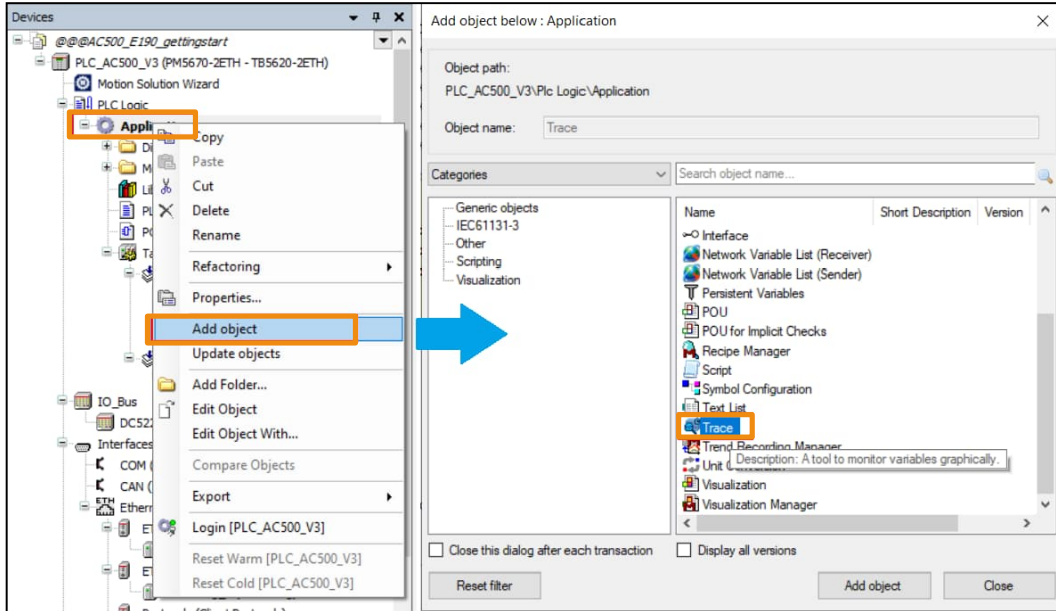 Devices
@@@AC500_E190_gettingstart
PLC_AC500_V3 (PM5670-2ETH - TB5620-2ETH)
Motion Solution Wizard
PLC Logic
IO_Bus
Interfaces
COM (
CAN (
Copy
Paste
Cut
Delete
Rename
Refactoring
Properties...
Add object
Update objects
Add Folder...
Edit Object
Edit Object With...
Compare Objects
Export
Login [PLC_AC500_V3]
Reset Warm [PLC_AC500_V3]
Reset Cold [PLC_AC500_V3]
Add object below : Application
Object path:
PLC_AC500_V3\Plc Logic\Application
Object name: Trace
Categories
Search object name...
Generic objects
IEC61131-3
Other
Scripting
Visualization
Name Short Description Version
Interface
Network Variable List (Receiver)
Network Variable List (Sender)
Persistent Variables
POU
POU for Implicit Checks
Recipe Manager
Script
Symbol Configuration
Text List
Trace
Trend Recording Manager
Description: A tool to monitor variables graphically.
Visualization
Visualization Manager
Close this dialog after each transaction
Display all versions
Reset filter
Add object
Close